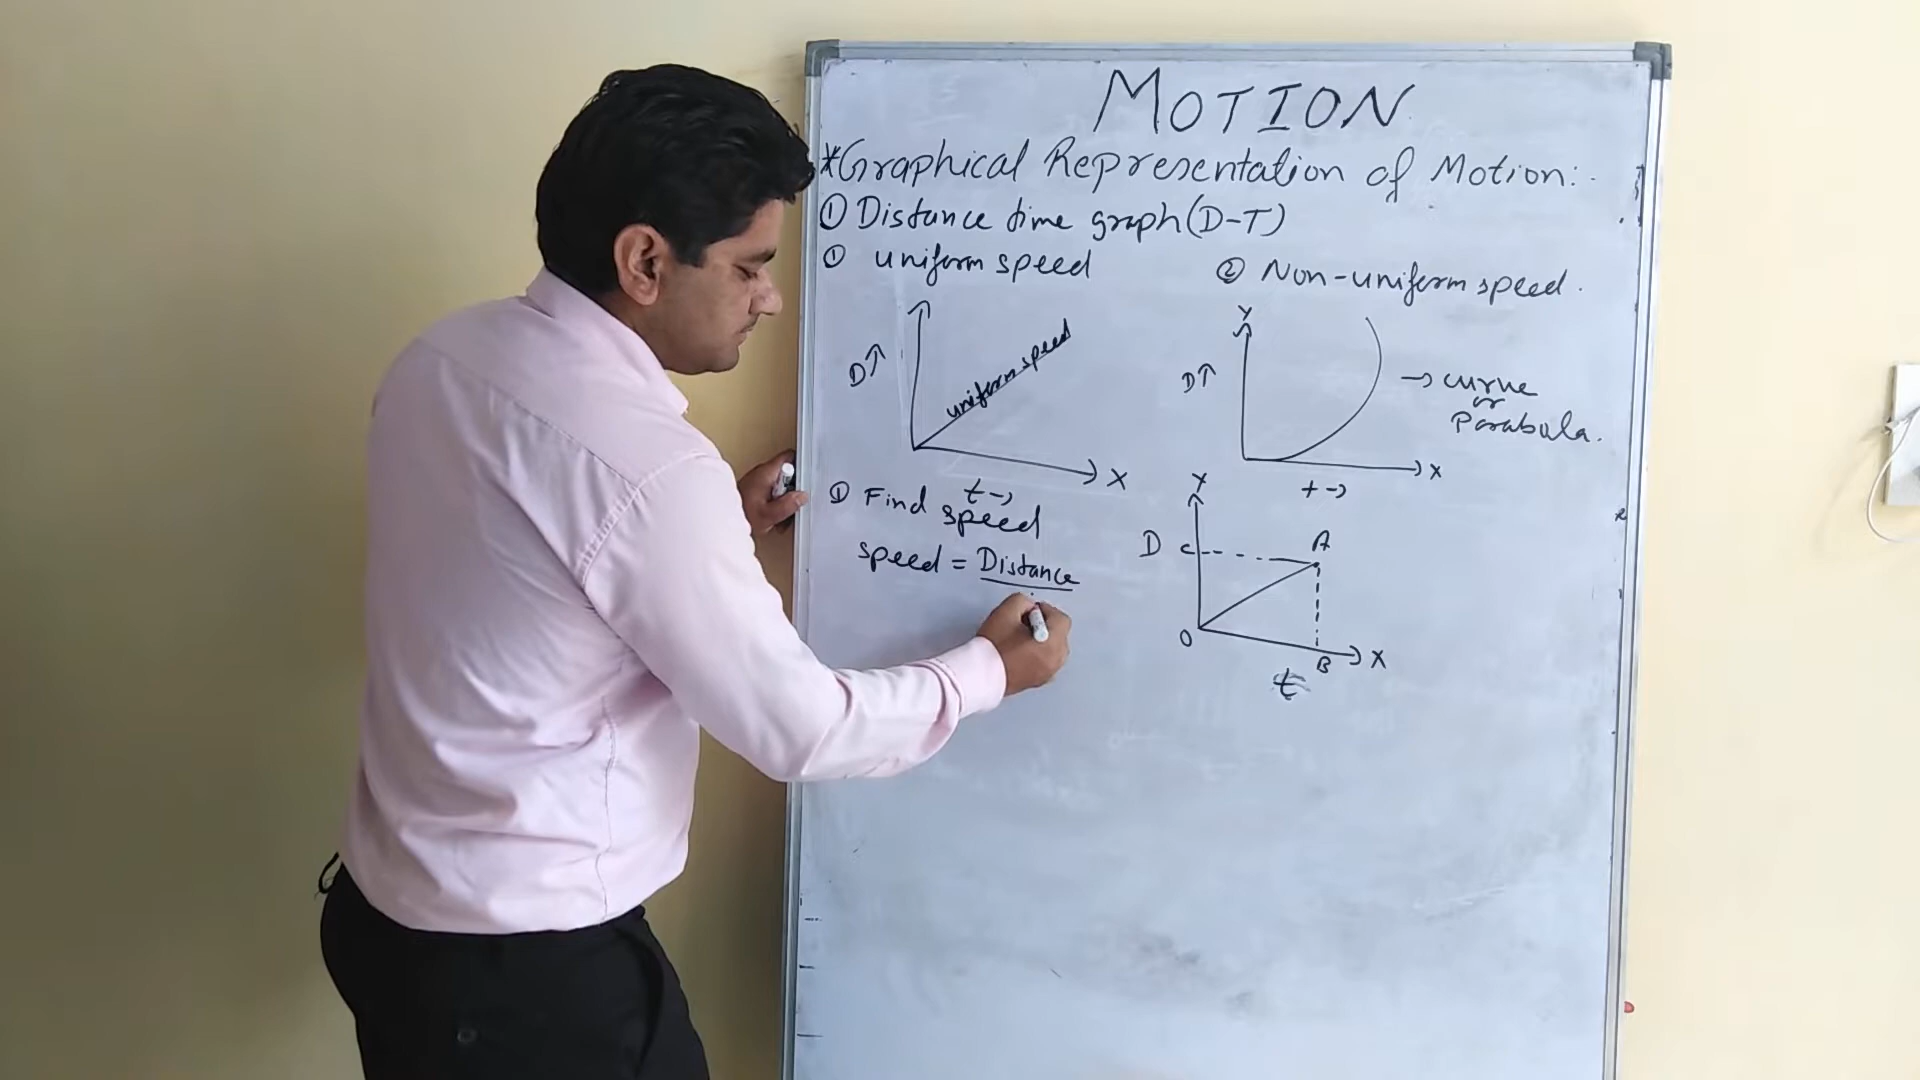 MOTION
*Graphical Representation of Motion:-
① Distance time graph (D-T)
① uniform speed
② Non-uniform speed.
D↑
uniform speed
X
t→
Y
D↑
→ curve
or
Parabula.
X
t→
① Find speed
speed = Distance
Y
D
C
A
O
B
X
t